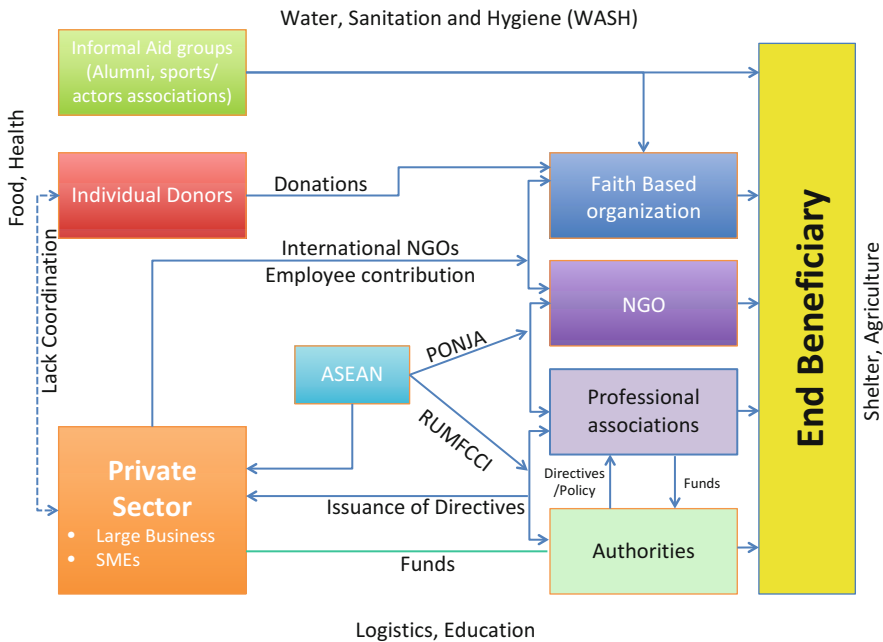 Water, Sanitation and Hygiene (WASH)
Informal Aid groups
(Alumni, sports/
actors associations)
Food, Health
Individual Donors
Donations
Faith Based
organization
Lack Coordination
International NGOs
Employee contribution
NGO
End Beneficiary
Shelter, Agriculture
PONJA
ASEAN
RUMFCCI
Professional
associations
Private
Sector
• Large Business
• SMEs
Issuance of Directives
Directives
/Policy
Funds
Authorities
Funds
Logistics, Education